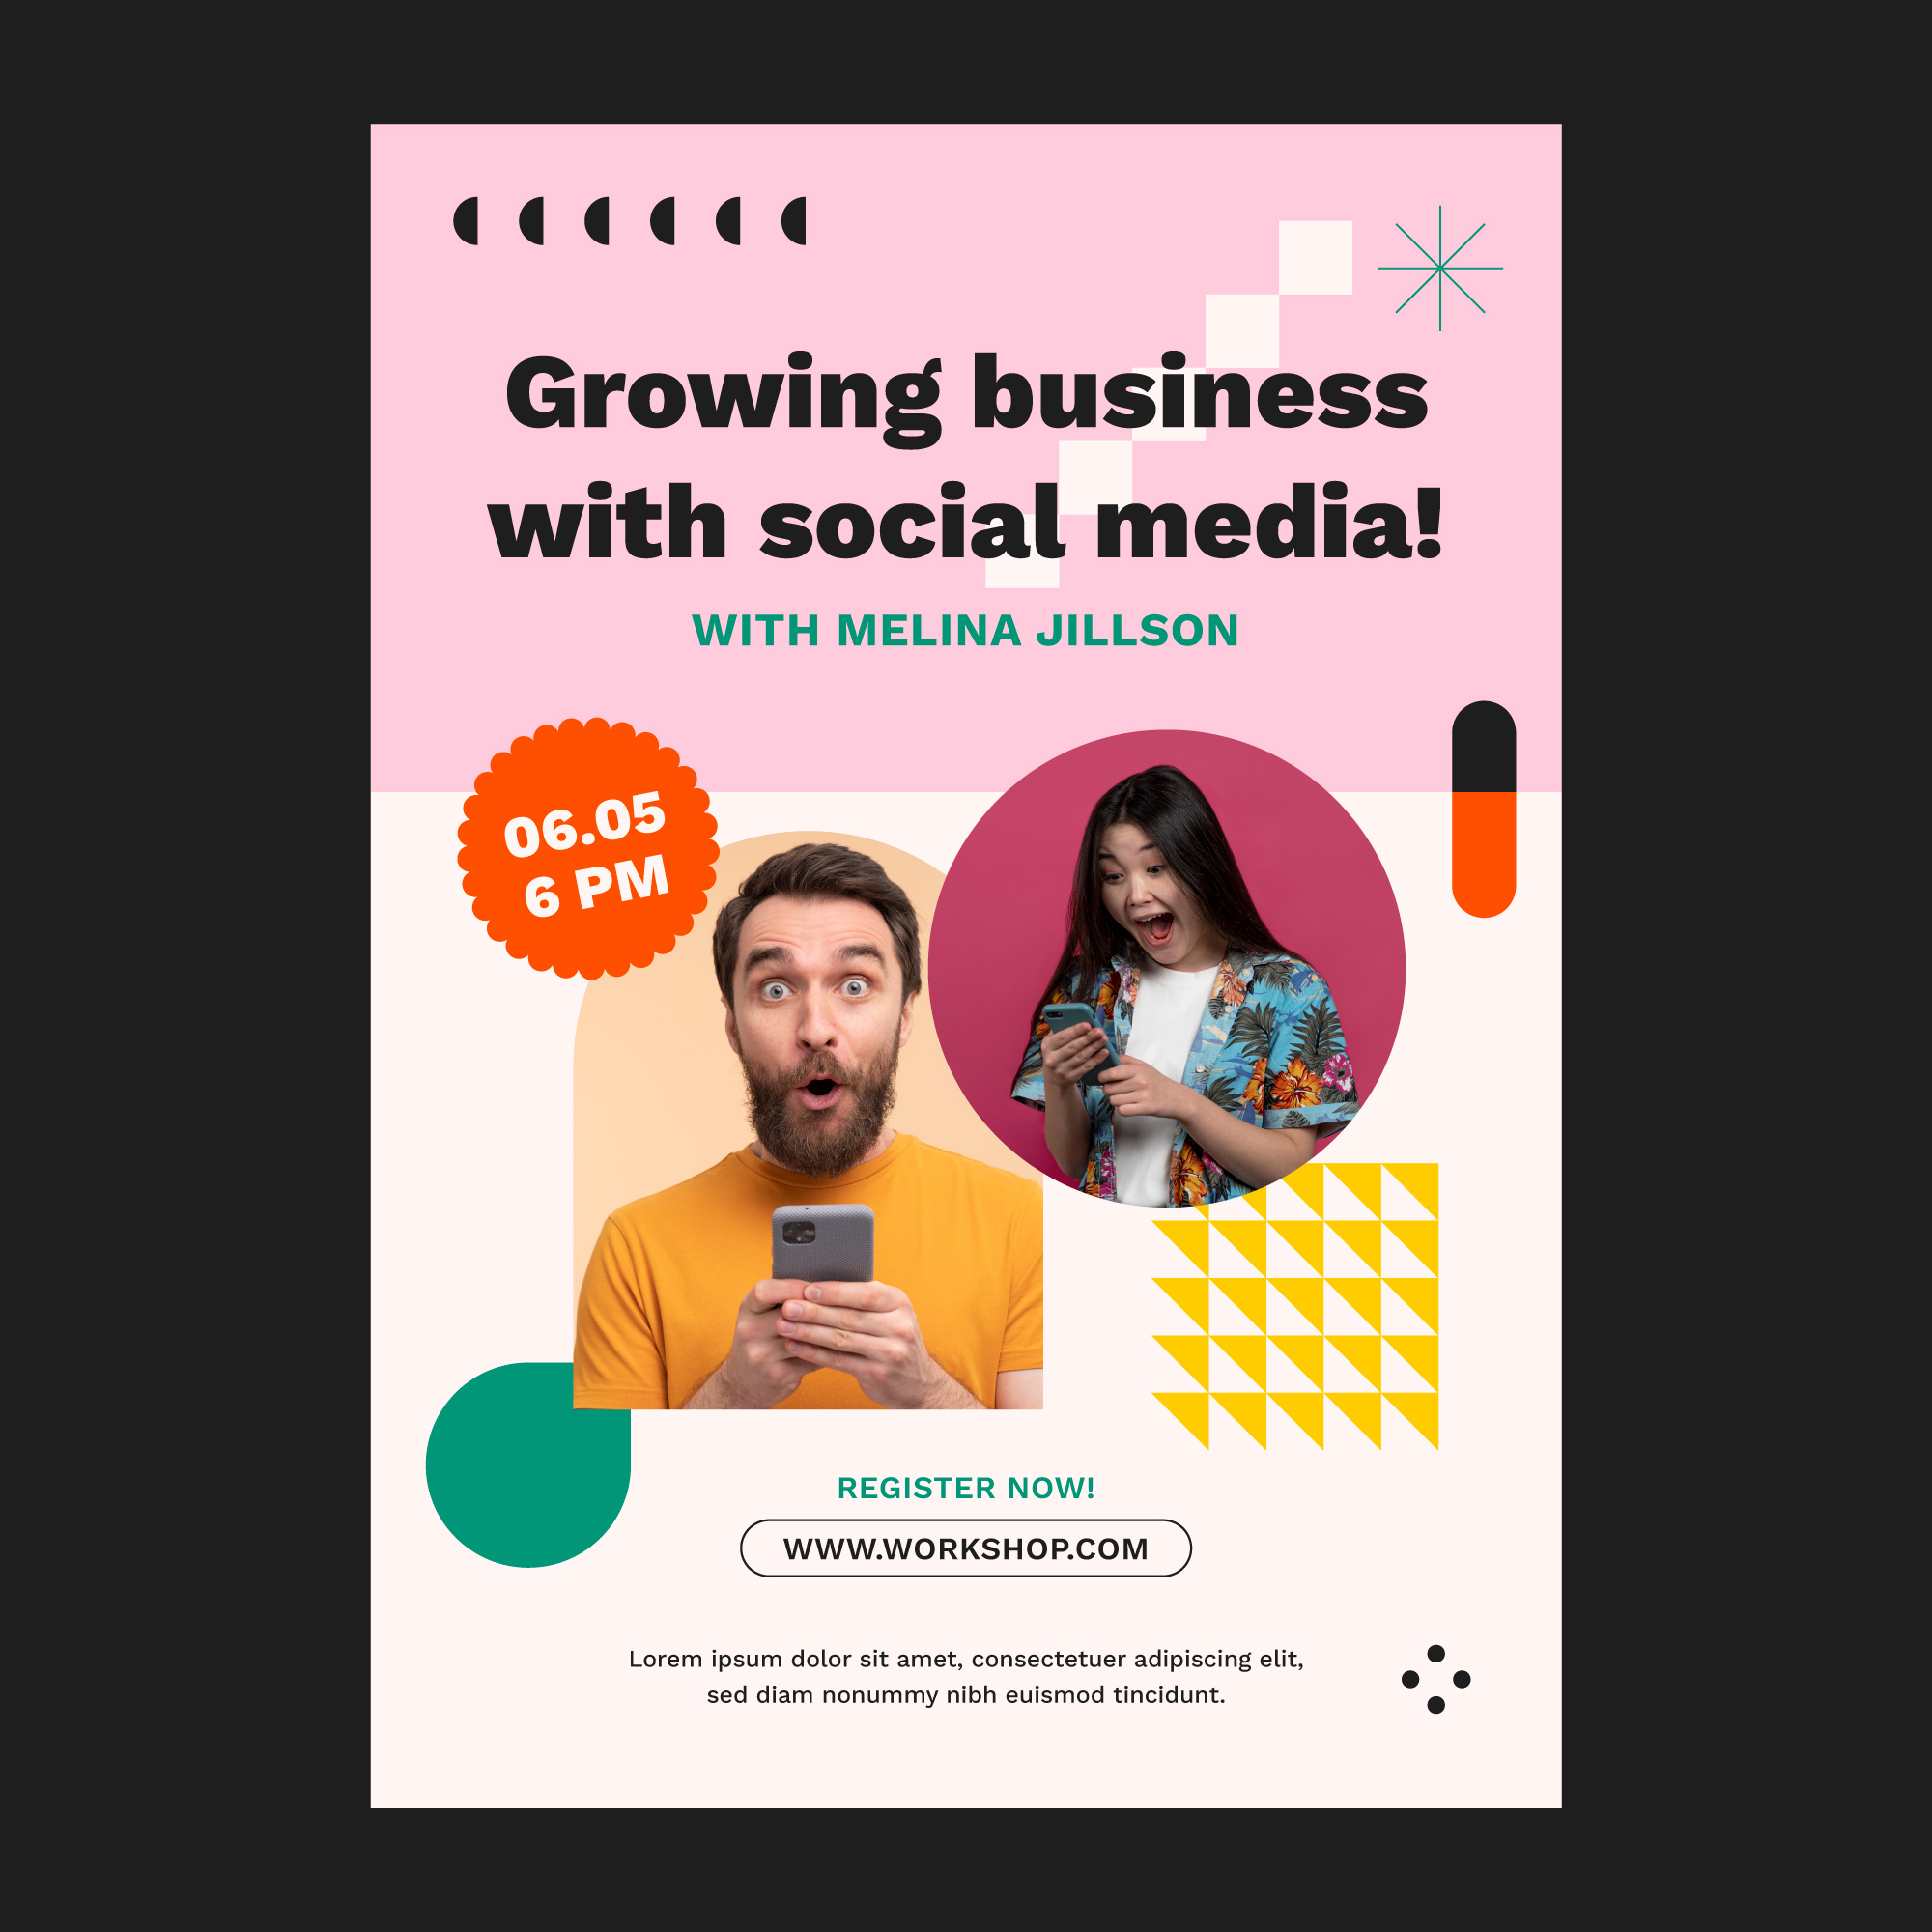 Growing business
with social media!
WITH MELINA JILLSON
06.05
6 PM
REGISTER NOW!
WWW.WORKSHOP.COM
Lorem ipsum dolor sit amet, consectetuer adipiscing elit,
sed diam nonummy nibh euismod tincidunt.